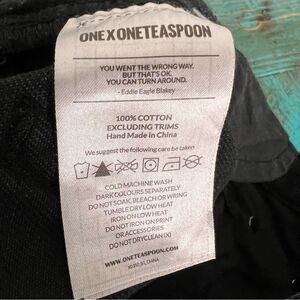 ONEXONETEASPOON
YOU WENT THE WRONG WAY.
BUT THAT'S OK.
YOU CAN TURN AROUND.
- Eddie Eagle Blakey
100% COTTON
EXCLUDING TRIMS
Hand Made in China
We suggest the following care be taken
COLD MACHINE WASH
DARK COLOURS SEPARATELY
DO NOT SOAK, BLEACH OR WRING
TUMBLE DRY LOW HEAT
IRON ON LOW HEAT
DO NOT IRON ON PRINT
OR ACCESSORIES
DO NOT DRYCLEAN (X)
WWW.ONETEASPOON.COM